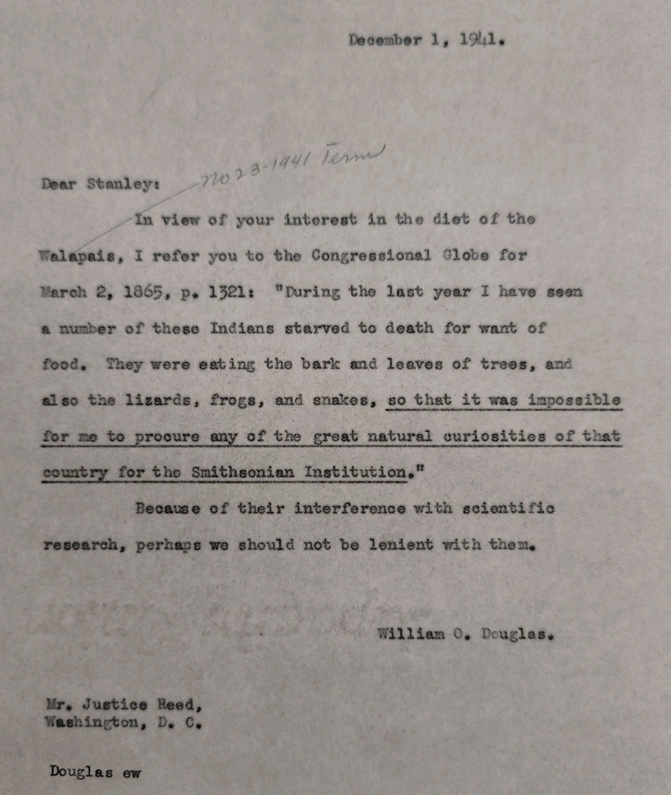 December 1, 1941.
No 23-1941 Term
Dear Stanley:
In view of your interest in the diet of the
Walapais, I refer you to the Congressional Globe for
March 2, 1865, p. 1321: "During the last year I have seen
a number of these Indians starved to death for want of
food. They were eating the bark and leaves of trees, and
also the lizards, frogs, and snakes, so that it was impossible
for me to procure any of the great natural curiosities of that
country for the Smithsonian Institution."
Because of their interference with scientific
research, perhaps we should not be lenient with them.
William O. Douglas.
Mr. Justice Reed,
Washington, D. C.
Douglas ew